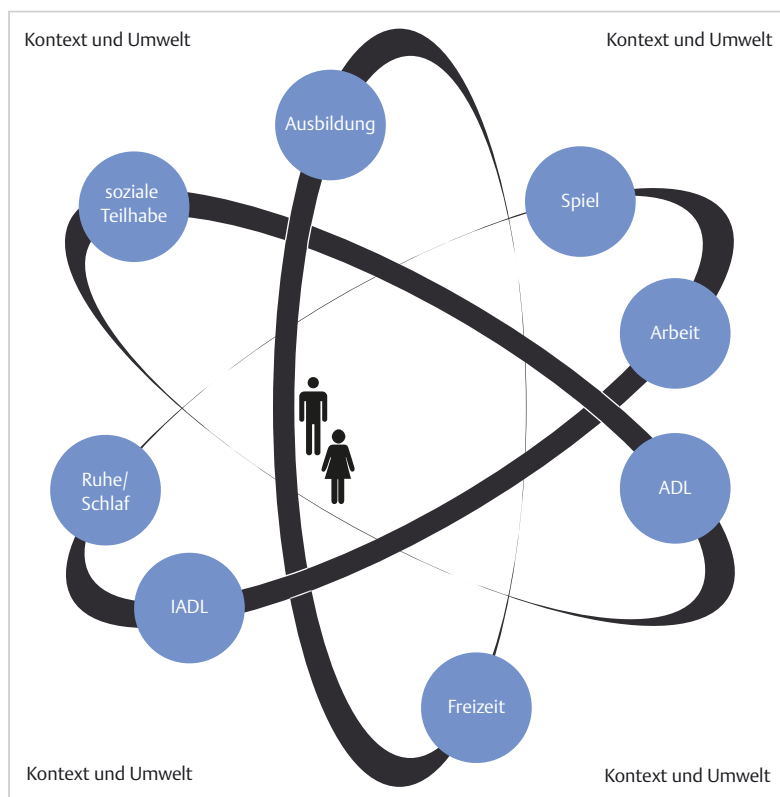 Kontext und Umwelt
Kontext und Umwelt
Ausbildung
soziale
Teilhabe
Spiel
Arbeit
Ruhe/
Schlaf
ADL
IADL
Freizeit
Kontext und Umwelt
Kontext und Umwelt